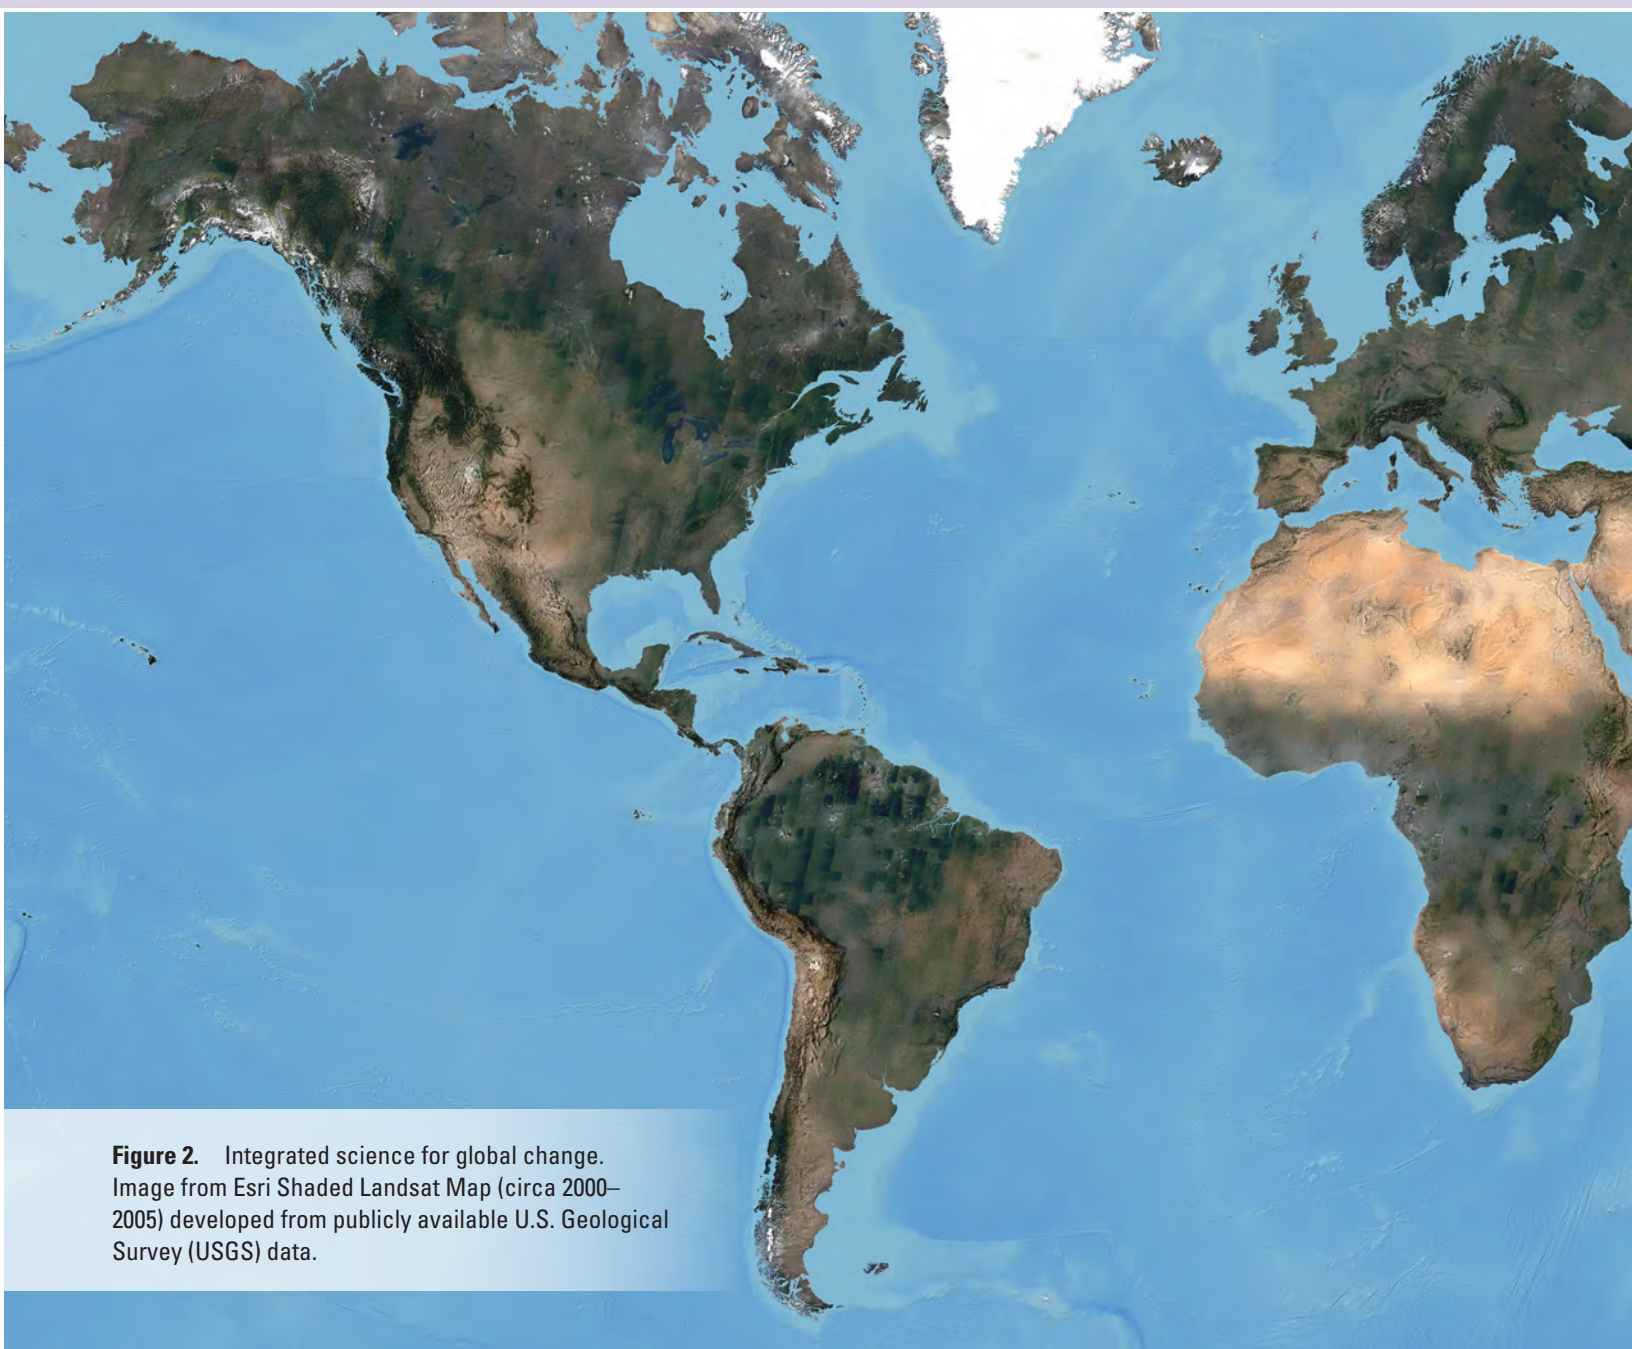 Figure 2. Integrated science for global change.
Image from Esri Shaded Landsat Map (circa 2000–
2005) developed from publicly available U.S. Geological
Survey (USGS) data.